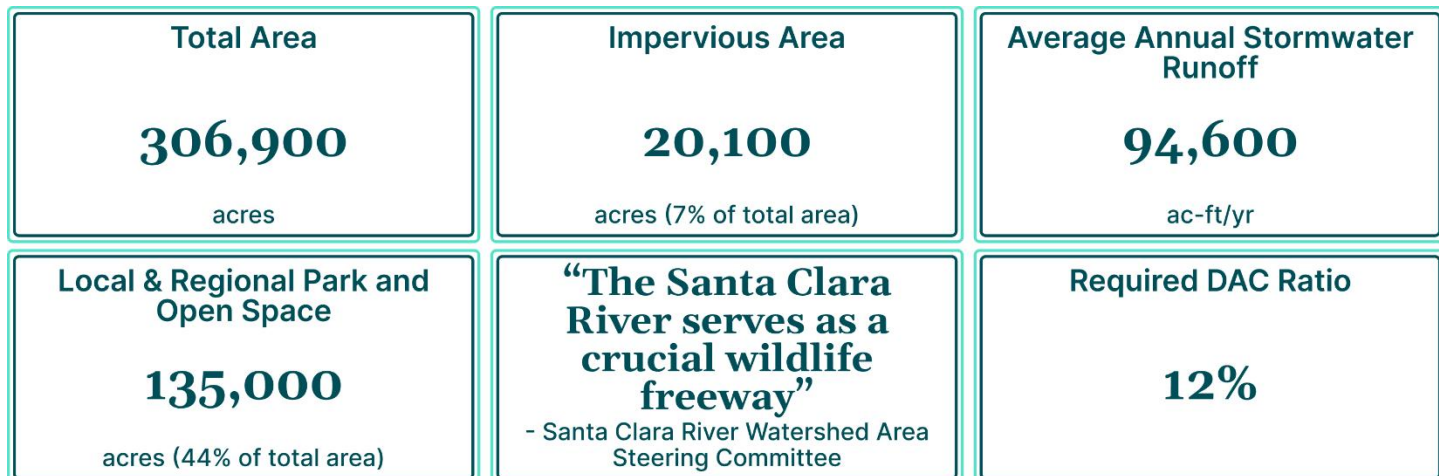 Total Area
306,900
acres
Impervious Area
20,100
acres (7% of total area)
Average Annual Stormwater
Runoff
94,600
ac-ft/yr
Local & Regional Park and
Open Space
135,000
acres (44% of total area)
“The Santa Clara
River serves as a
crucial wildlife
freeway”
- Santa Clara River Watershed Area
Steering Committee
Required DAC Ratio
12%